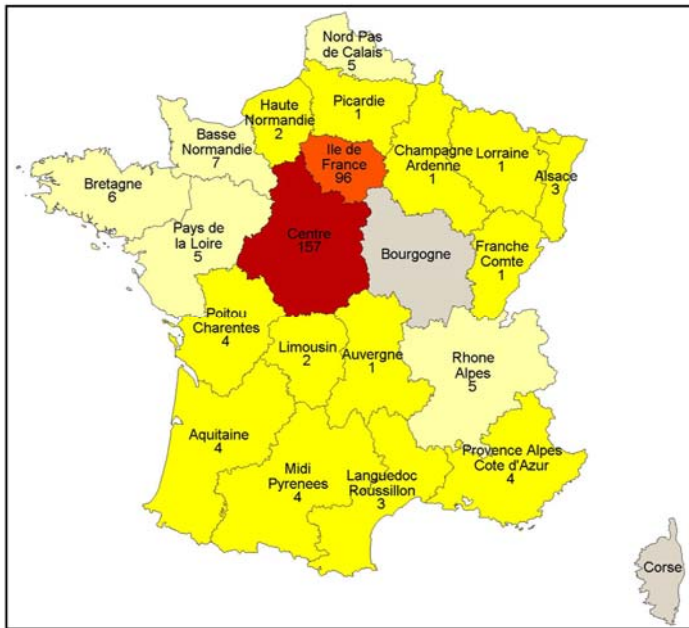 Nord Pas
de Calais
5
Haute
Normandie
2
Picardie
1
Basse
Normandie
7
Ile de
France
96
Champagne
Ardenne
1
Lorraine
1
Alsace
3
Bretagne
6
Pays de
la Loire
5
Centre
157
Bourgogne
Franche
Comte
1
Poitou
Charentes
4
Limousin
2
Auvergne
1
Rhone
Alpes
5
Aquitaine
4
Midi
Pyrenees
4
Languedoc
Roussillon
3
Provence Alpes
Cote d'Azur
4
Corse